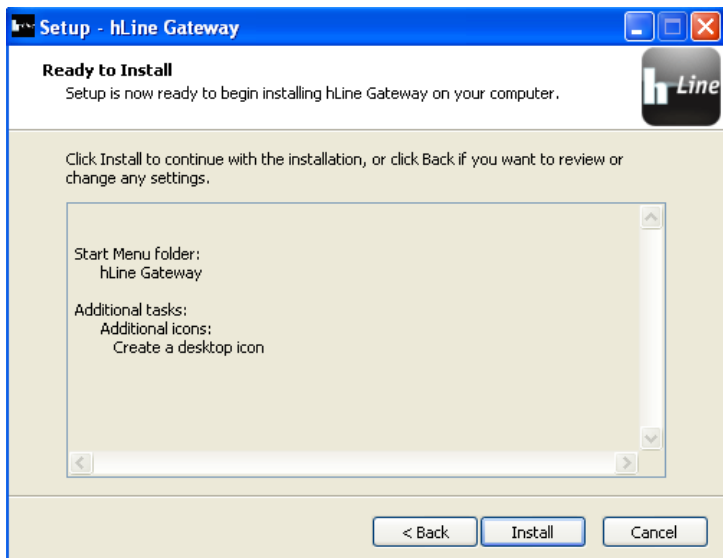 Setup - hLine Gateway
Ready to Install
Setup is now ready to begin installing hLine Gateway on your computer.
h Line
Click Install to continue with the installation, or click Back if you want to review or
change any settings.
Start Menu folder:
hLine Gateway
Additional tasks:
Additional icons:
Create a desktop icon
< Back
Install
Cancel